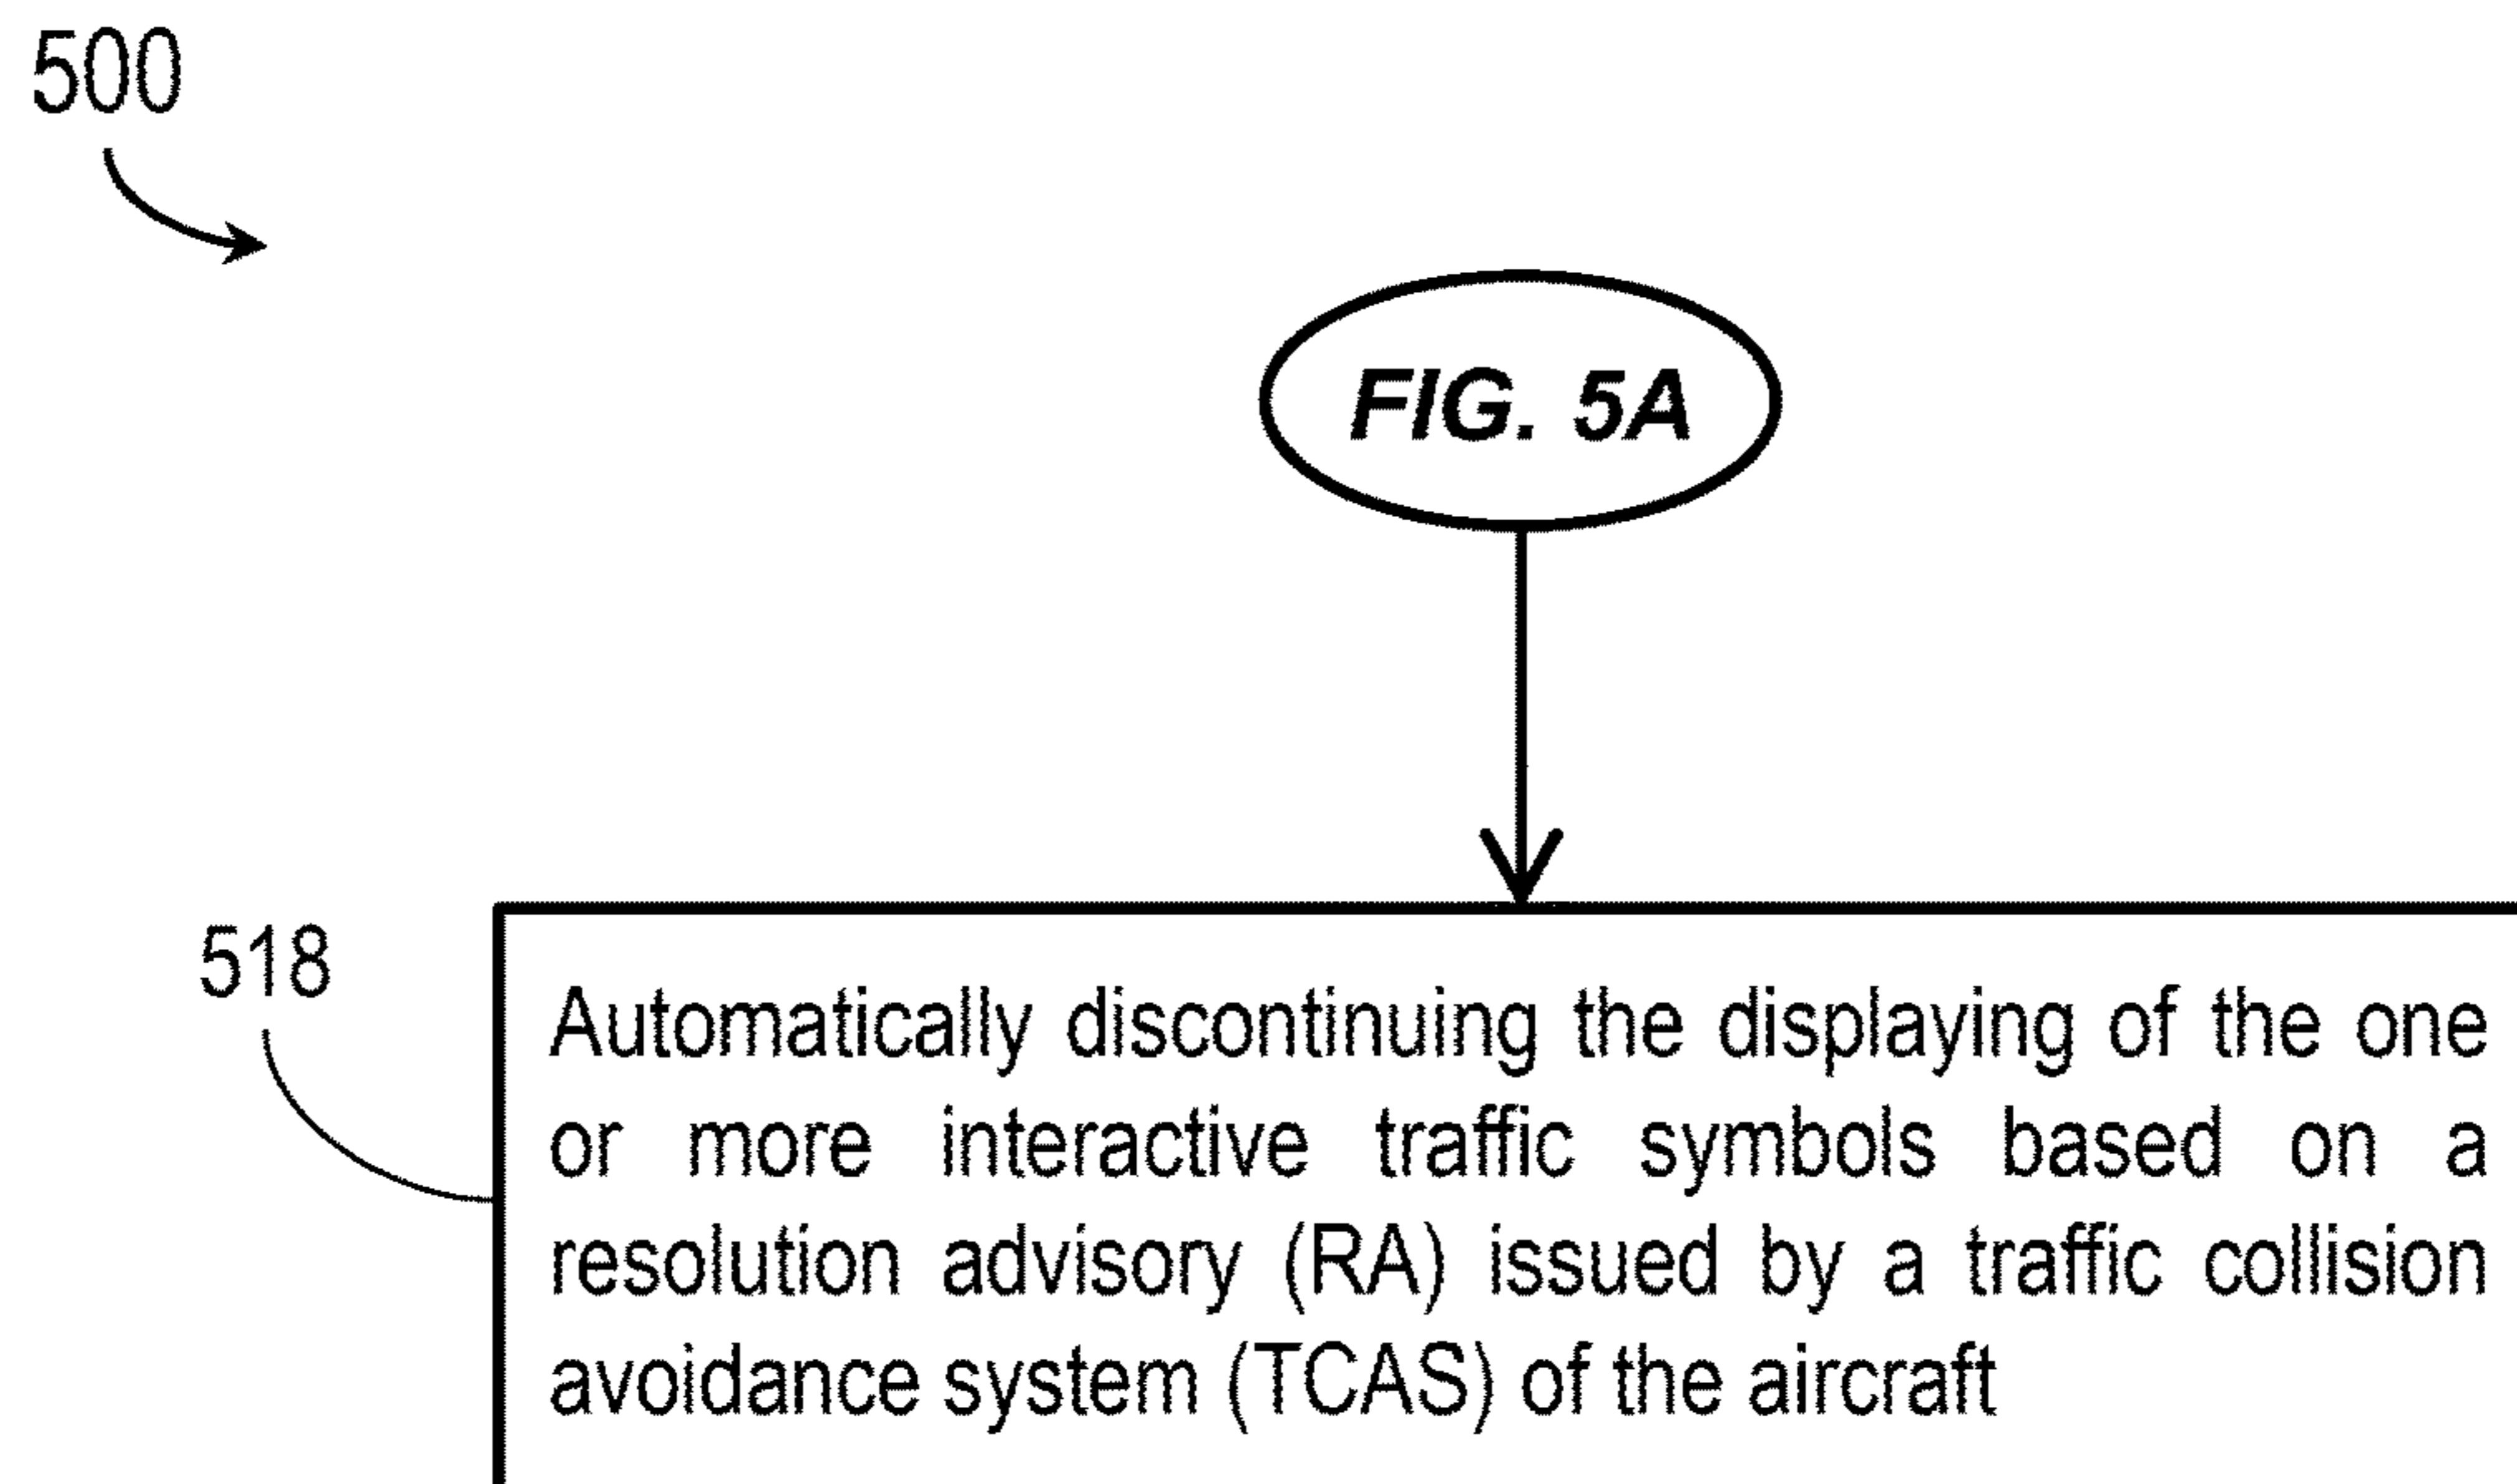 500
FIG. 5A
518
Automatically discontinuing the displaying of the one
or more interactive traffic symbols based on a
resolution advisory (RA) issued by a traffic collision
avoidance system (TCAS) of the aircraft